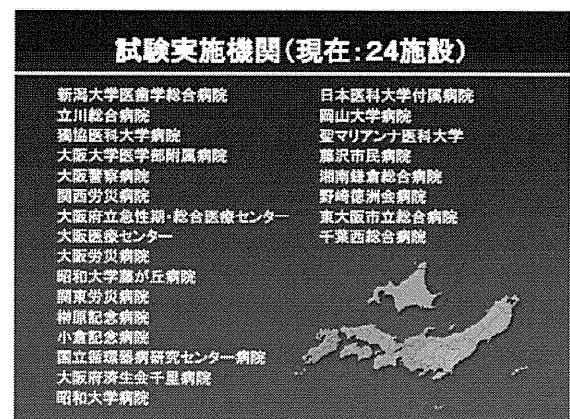 試験実施機関(現在:24施設)
新潟大学医歯学総合病院
立川総合病院
獨協医科大学病院
大阪大学医学部附属病院
大阪警察病院
関西労災病院
大阪府立急性期・総合医療センター
大阪医療センター
大阪労災病院
昭和大学藤が丘病院
関東労災病院
榊原記念病院
小倉記念病院
国立循環器病研究センター病院
大阪府済生会千里病院
昭和大学病院
日本医科大学付属病院
岡山大学病院
聖マリアンナ医科大学
藤沢市民病院
湘南鎌倉総合病院
野崎徳洲会病院
東大阪市立総合病院
千葉西総合病院